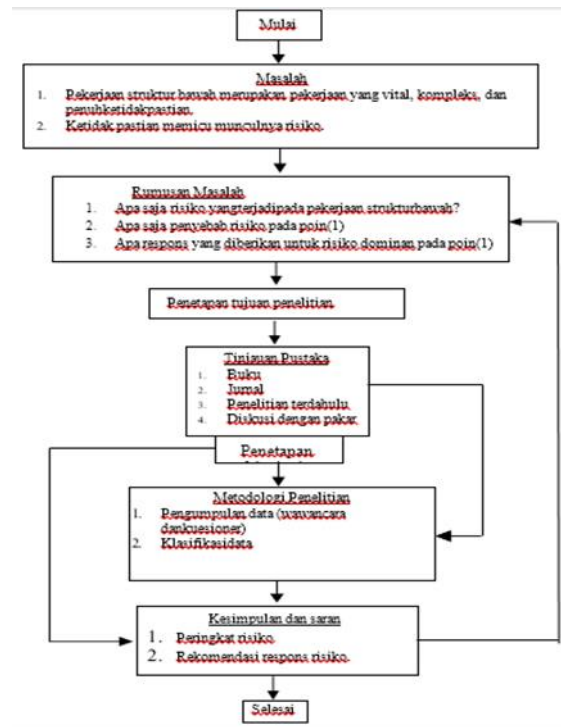 Mulai
Masalah
1. Pekerjaan struktur bawah merupakan pekerjaan yang vital, kompleks, dan
penuhketidakpastian.
2. Ketidak pastian memicu munculnya risiko.
Rumusan Masalah
1. Apa saja risiko yangterjadipada pekerjaan strukturbawah?
2. Apa saja penyebab risiko pada poin(1)
3. Apa respons yang diberikan untuk risiko dominan pada poin(1)
Penetapan tujuan penelitian
Tinjauan Pustaka
1. Buku
2. Jurnal
3. Penelitian terdahulu
4. Diskusi dengan pakar
Penetapan
Metodologi Penelitian
1. Pengumpulan data (wawancara
dankuesioner)
2. Klasifikasidata
Kesimpulan dan saran
1. Peringkat risiko
2. Rekomendasi respons risiko.
Selesai